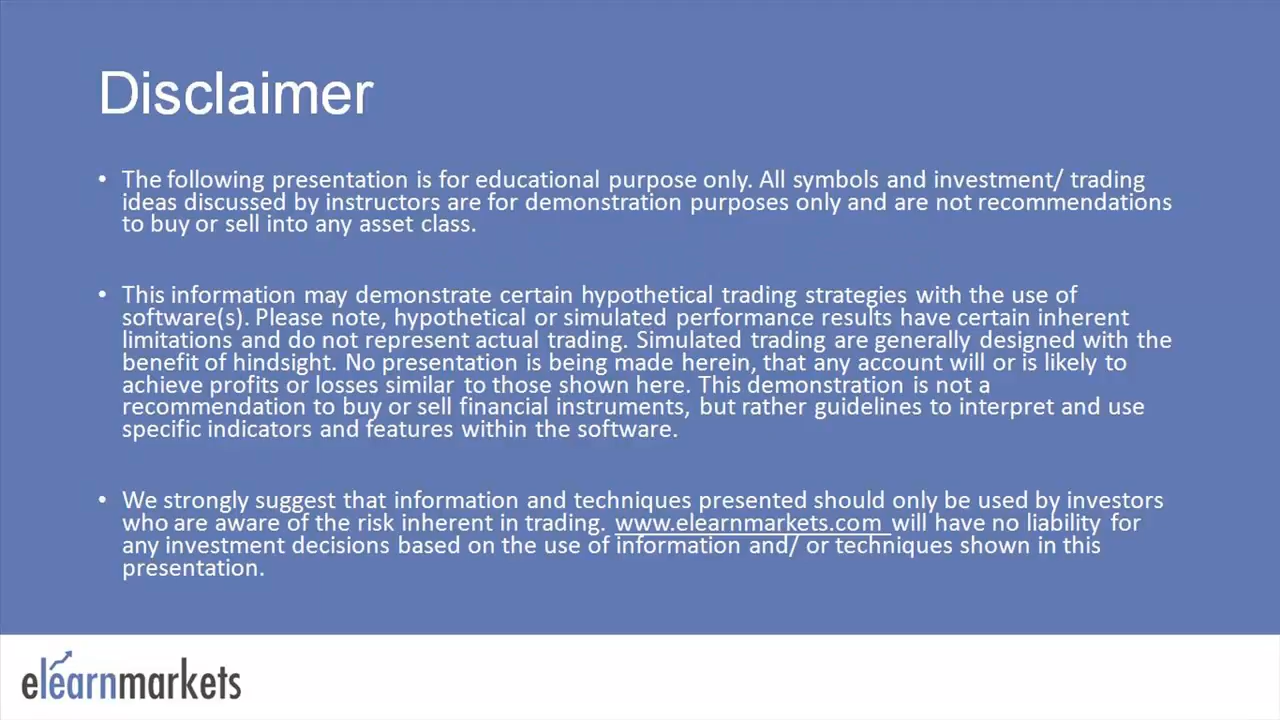 Disclaimer
• The following presentation is for educational purpose only. All symbols and investment/ trading
ideas discussed by instructors are for demonstration purposes only and are not recommendations
to buy or sell into any asset class.
• This information may demonstrate certain hypothetical trading strategies with the use of
software(s). Please note, hypothetical or simulated performance results have certain inherent
limitations and do not represent actual trading. Simulated trading are generally designed with the
benefit of hindsight. No presentation is being made herein, that any account will or is likely to
achieve profits or losses similar to those shown here. This demonstration is not a
recommendation to buy or sell financial instruments, but rather guidelines to interpret and use
specific indicators and features within the software.
• We strongly suggest that information and techniques presented should only be used by investors
who are aware of the risk inherent in trading. www.elearnmarkets.com will have no liability for
any investment decisions based on the use of information and/ or techniques shown in this
presentation.
elearnmarkets